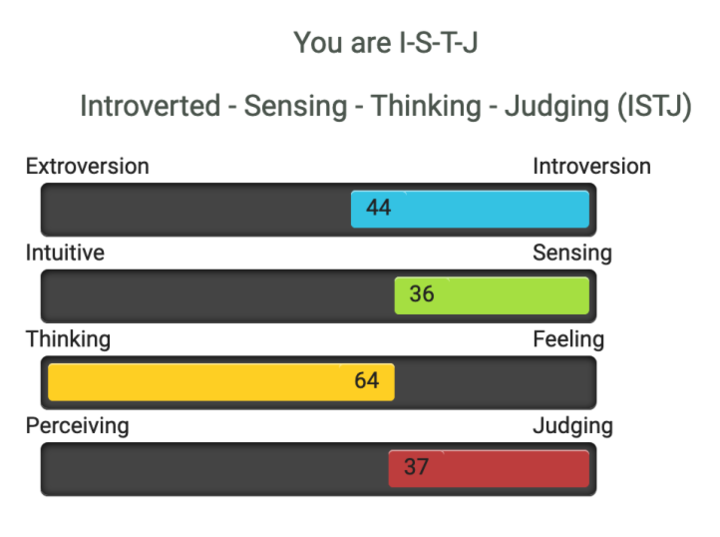 You are I-S-T-J
Introverted - Sensing - Thinking - Judging (ISTJ)
Extroversion Introversion
44
Intuitive Sensing
36
Thinking Feeling
64
Perceiving Judging
37